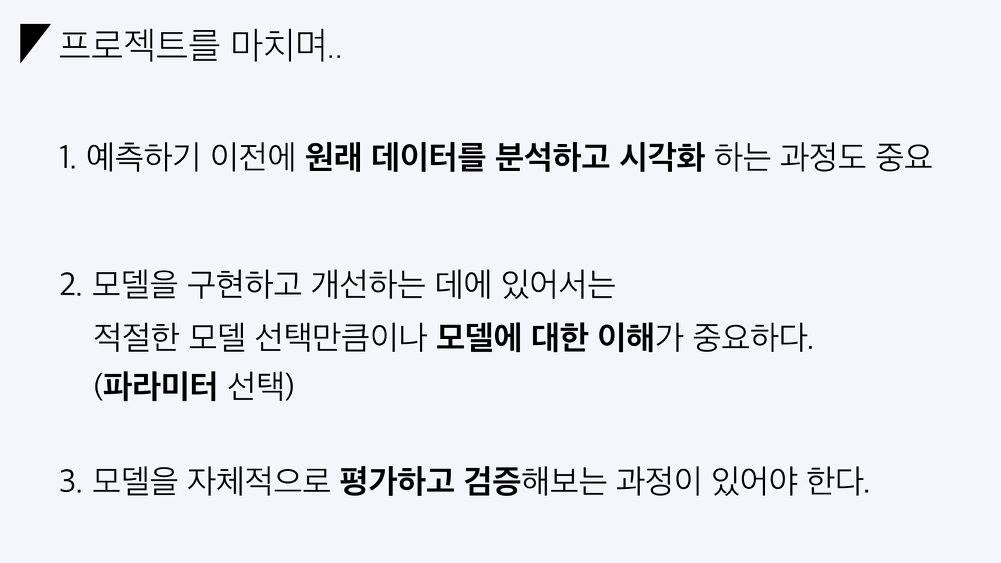 프로젝트를 마치며..
1. 예측하기 이전에 원래 데이터를 분석하고 시각화 하는 과정도 중요
2. 모델을 구현하고 개선하는 데에 있어서는
적절한 모델 선택만큼이나 모델에 대한 이해가 중요하다.
(파라미터 선택)
3. 모델을 자체적으로 평가하고 검증해보는 과정이 있어야 한다.